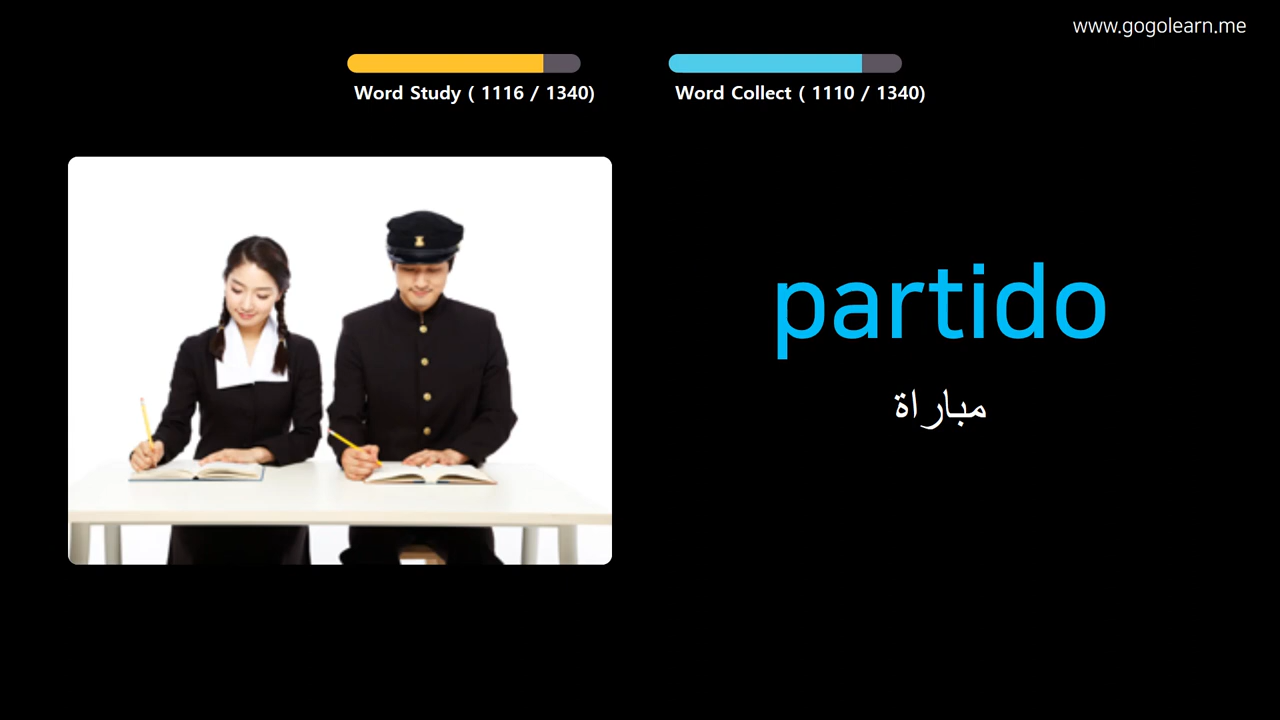 www.gogolearn.me
Word Study ( 1116 / 1340)
Word Collect ( 1110 / 1340)
partido
مباراة